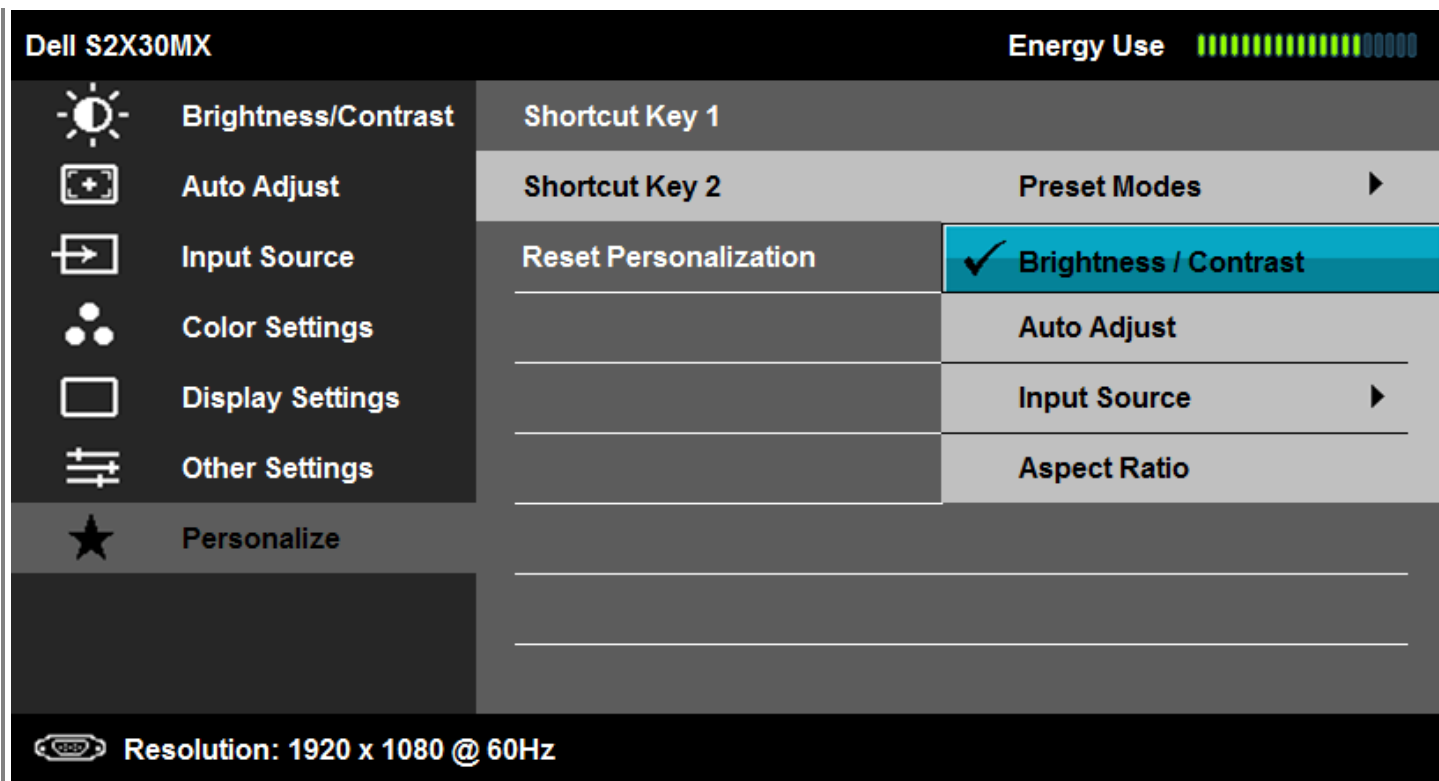 Dell S2X30MX Energy Use
Brightness/Contrast Shortcut Key 1
Auto Adjust Shortcut Key 2 Preset Modes
Input Source Reset Personalization Brightness / Contrast
Color Settings Auto Adjust
Display Settings Input Source
Other Settings Aspect Ratio
Personalize
Resolution: 1920 x 1080 @ 60Hz